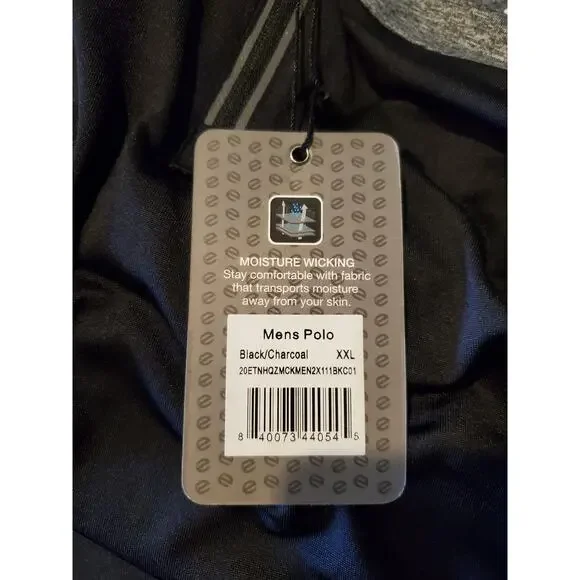 MOISTURE WICKING
Stay comfortable with fabric
that transports moisture
away from your skin.
Mens Polo
Black/Charcoal XXL
20ETNHQZMCKMEN2X111BKC01
8 40073 44054 5